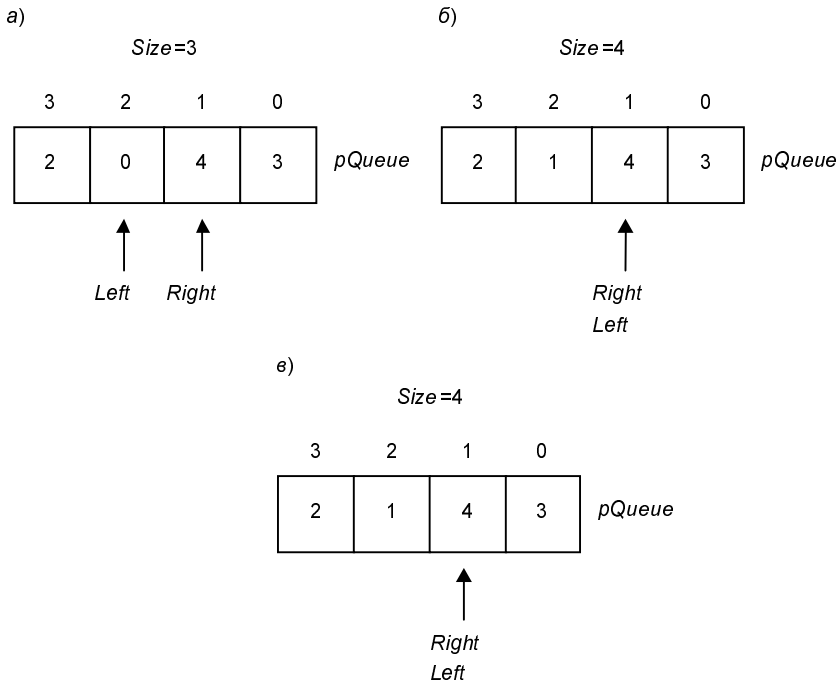 а)
Size=3
3 2 1 0
2 0 4 3 pQueue
Left Right
б)
Size=4
3 2 1 0
2 1 4 3 pQueue
Right
Left
в)
Size=4
3 2 1 0
2 1 4 3 pQueue
Right
Left